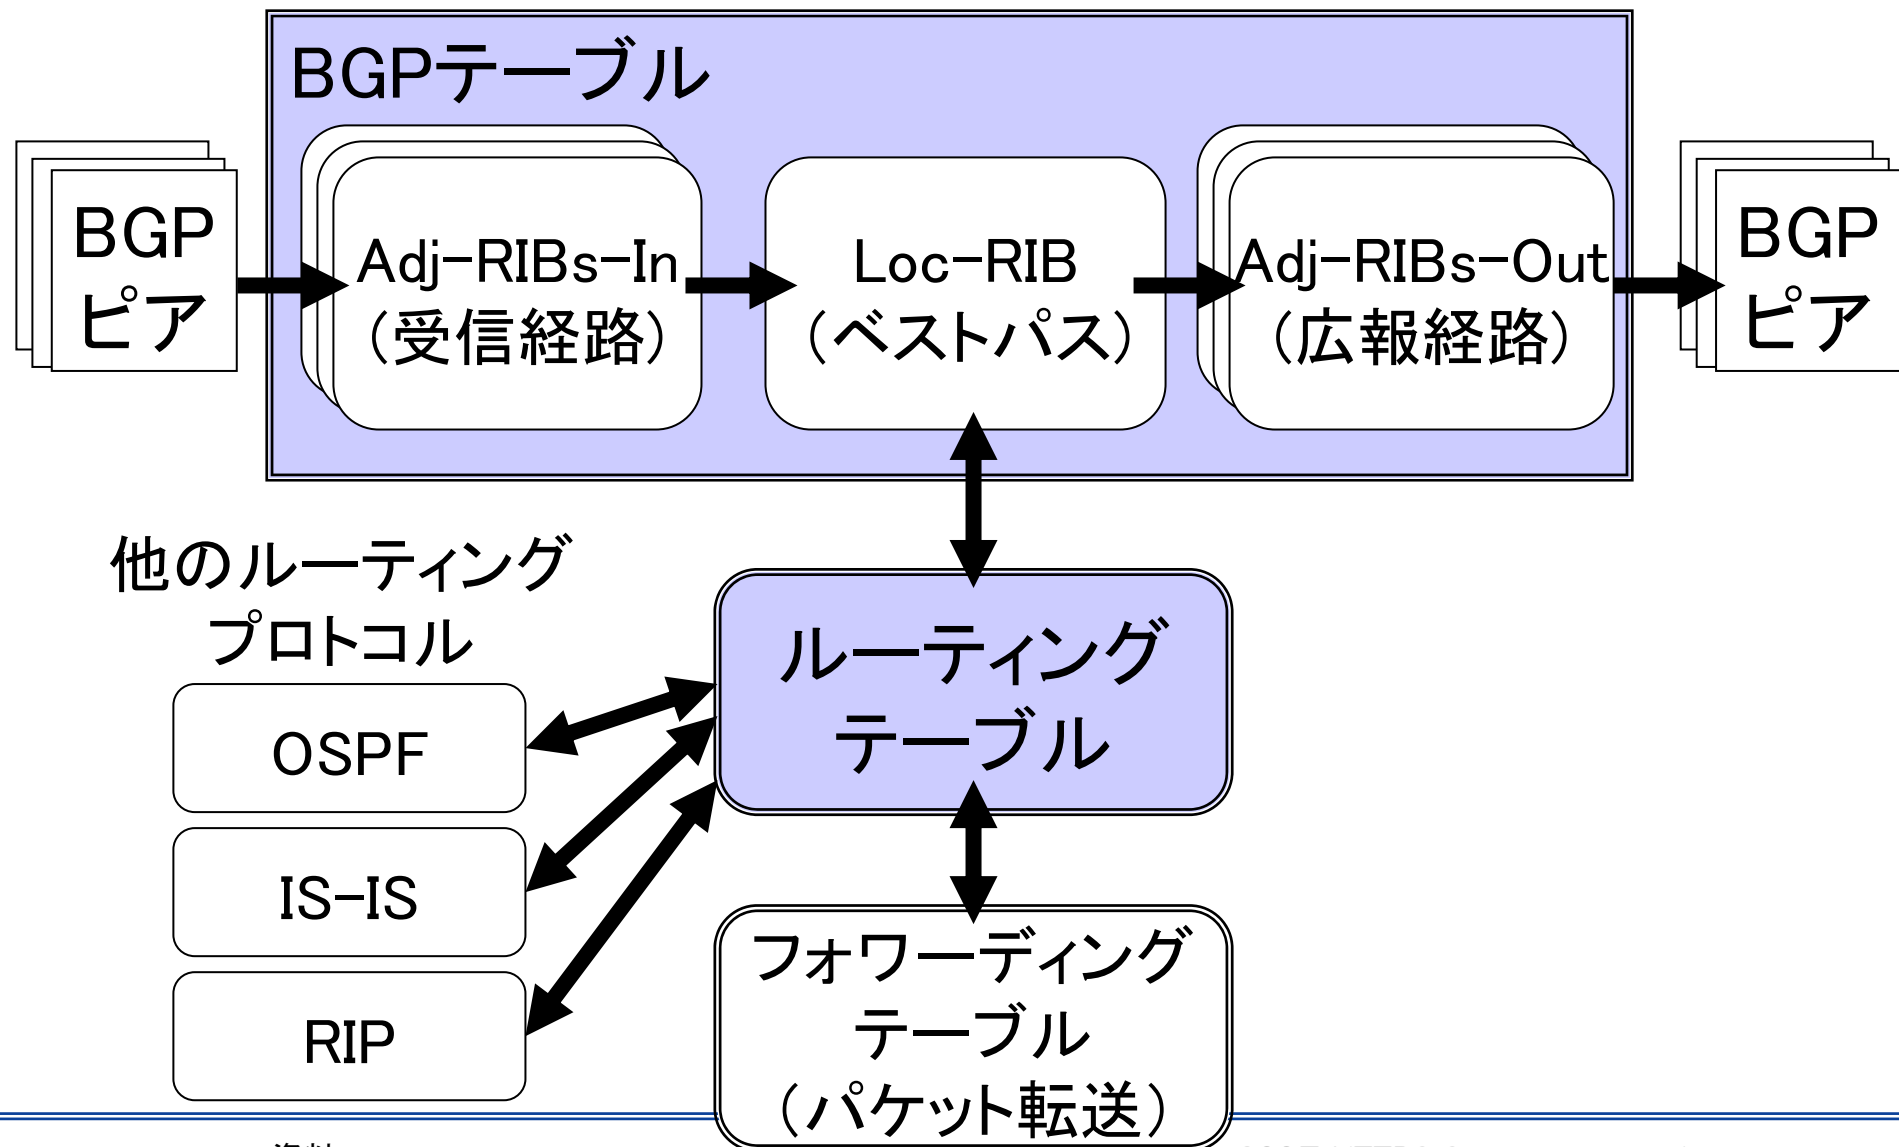 BGPテーブル
BGP
ピア
Adj-RIBs-In
(受信経路)
Loc-RIB
(ベストパス)
Adj-RIBs-Out
(広報経路)
BGP
ピア
他のルーティング
プロトコル
OSPF
IS-IS
RIP
ルーティング
テーブル
フォワーディング
テーブル
(パケット転送)